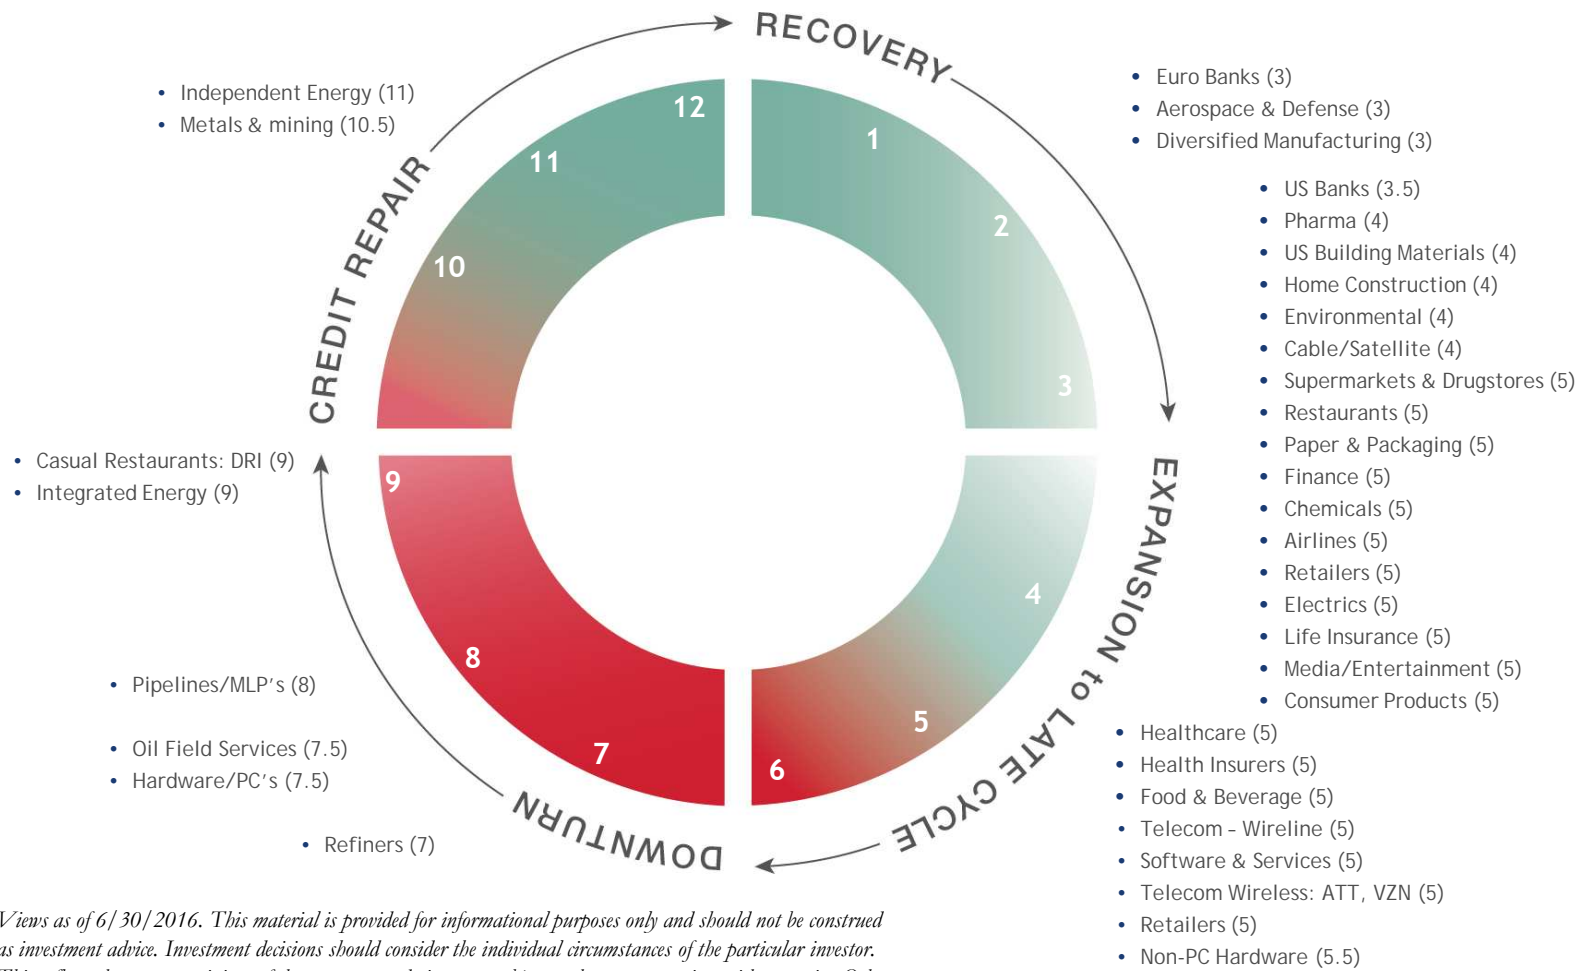 RECOVERY
• Euro Banks (3)
• Aerospace & Defense (3)
• Diversified Manufacturing (3)
• US Banks (3.5)
• Pharma (4)
• US Building Materials (4)
• Home Construction (4)
• Environmental (4)
• Cable/Satellite (4)
• Supermarkets & Drugstores (5)
• Restaurants (5)
• Paper & Packaging (5)
• Finance (5)
• Chemicals (5)
• Airlines (5)
• Retailers (5)
• Electrics (5)
• Life Insurance (5)
• Media/Entertainment (5)
• Consumer Products (5)
• Healthcare (5)
• Health Insurers (5)
• Food & Beverage (5)
• Telecom – Wireline (5)
• Software & Services (5)
• Telecom Wireless: ATT, VZN (5)
• Retailers (5)
• Non-PC Hardware (5.5)
EXPANSION to LATE CYCLE
DOWNTURN
• Refiners (7)
• Oil Field Services (7.5)
• Hardware/PC's (7.5)
• Pipelines/MLP's (8)
• Casual Restaurants: DRI (9)
• Integrated Energy (9)
CREDIT REPAIR
• Independent Energy (11)
• Metals & mining (10.5)
1
2
3
4
5
6
7
8
9
10
11
12
Views as of 6/30/2016. This material is provided for informational purposes only and should not be construed
as investment advice. Investment decisions should consider the individual circumstances of the particular investor.